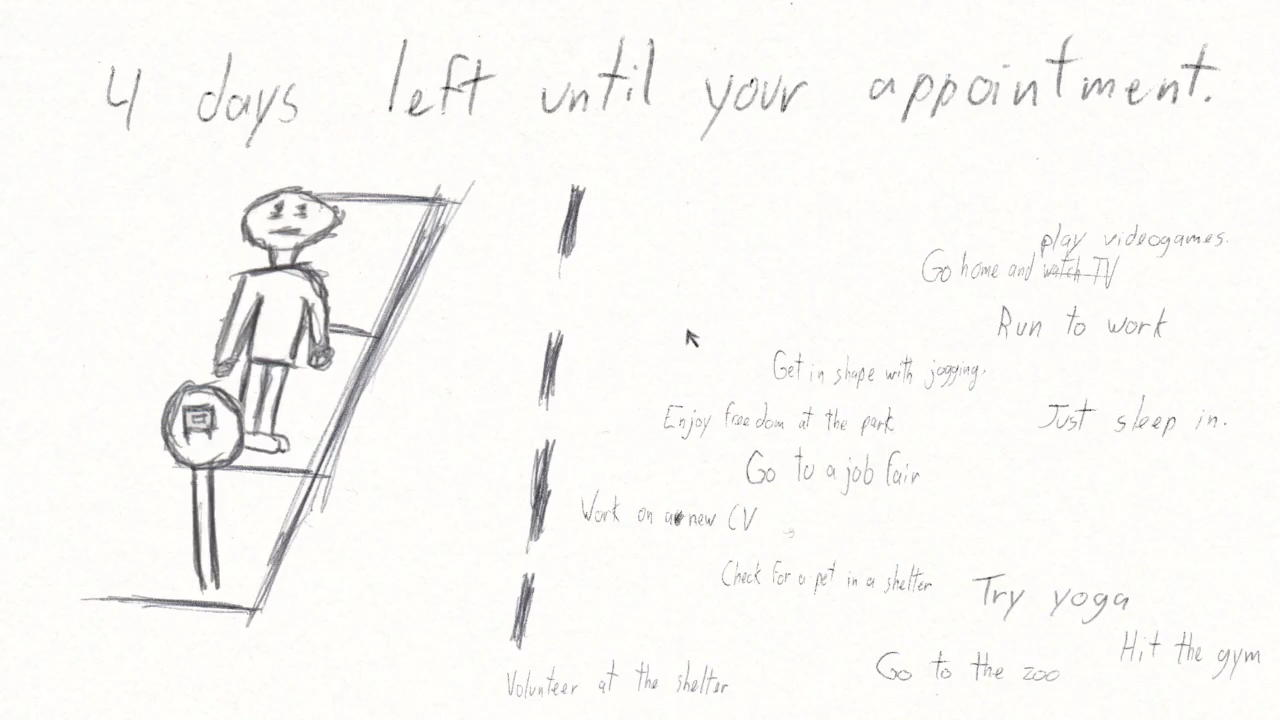 4 days left until your appointment.
play videogames.
Go home and watch TV
Run to work
Get in shape with jogging.
Enjoy freedom at the park
Just sleep in.
Go to a job fair
Work on a new CV
Check for a pet in a shelter
Try yoga
Hit the gym
Go to the zoo
Volunteer at the shelter